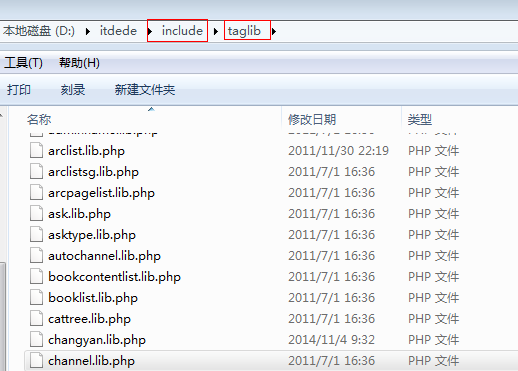 本地磁盘 (D:) itdede include taglib
工具(T) 帮助(H)
打印 刻录 新建文件夹
名称 修改日期 类型
arclist.lib.php 2011/11/30 22:19 PHP 文件
arclistsg.lib.php 2011/7/1 16:36 PHP 文件
arcpagelist.lib.php 2011/7/1 16:36 PHP 文件
ask.lib.php 2011/7/1 16:36 PHP 文件
asktype.lib.php 2011/7/1 16:36 PHP 文件
autochannel.lib.php 2011/7/1 16:36 PHP 文件
bookcontentlist.lib.php 2011/7/1 16:36 PHP 文件
booklist.lib.php 2011/7/1 16:36 PHP 文件
cattree.lib.php 2011/7/1 16:36 PHP 文件
changyan.lib.php 2014/11/4 9:32 PHP 文件
channel.lib.php 2011/7/1 16:36 PHP 文件